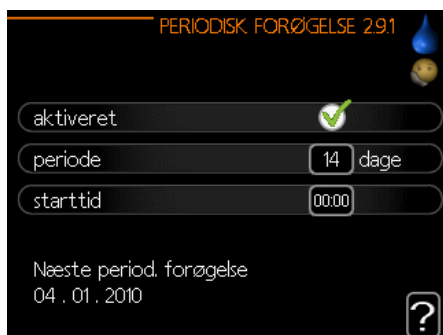 PERIODISK FORØGELSE 2.9.1
aktiveret
periode 14 dage
starttid 00:00
Næste period. forøgelse
04 . 01 . 2010
?